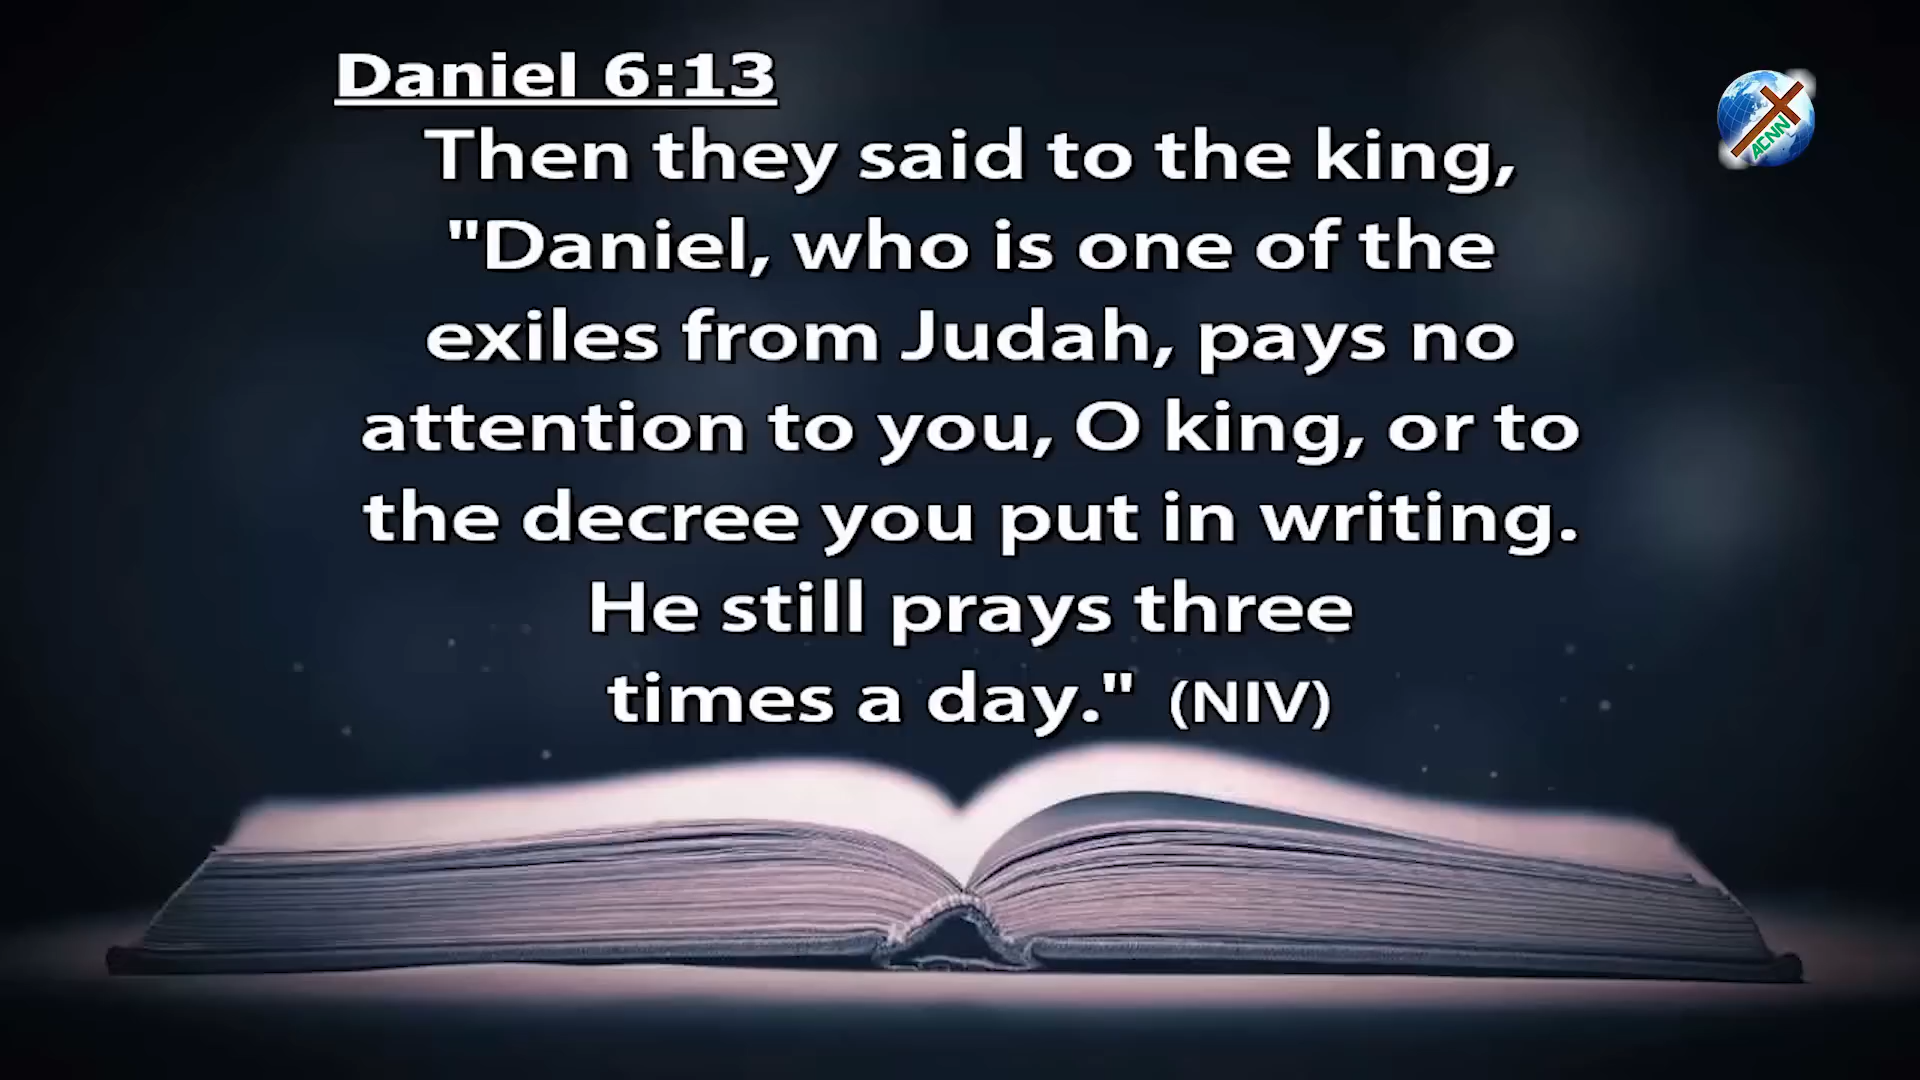 Daniel 6:13
Then they said to the king,
"Daniel, who is one of the
exiles from Judah, pays no
attention to you, O king, or to
the decree you put in writing.
He still prays three
times a day." (NIV)
ACNN